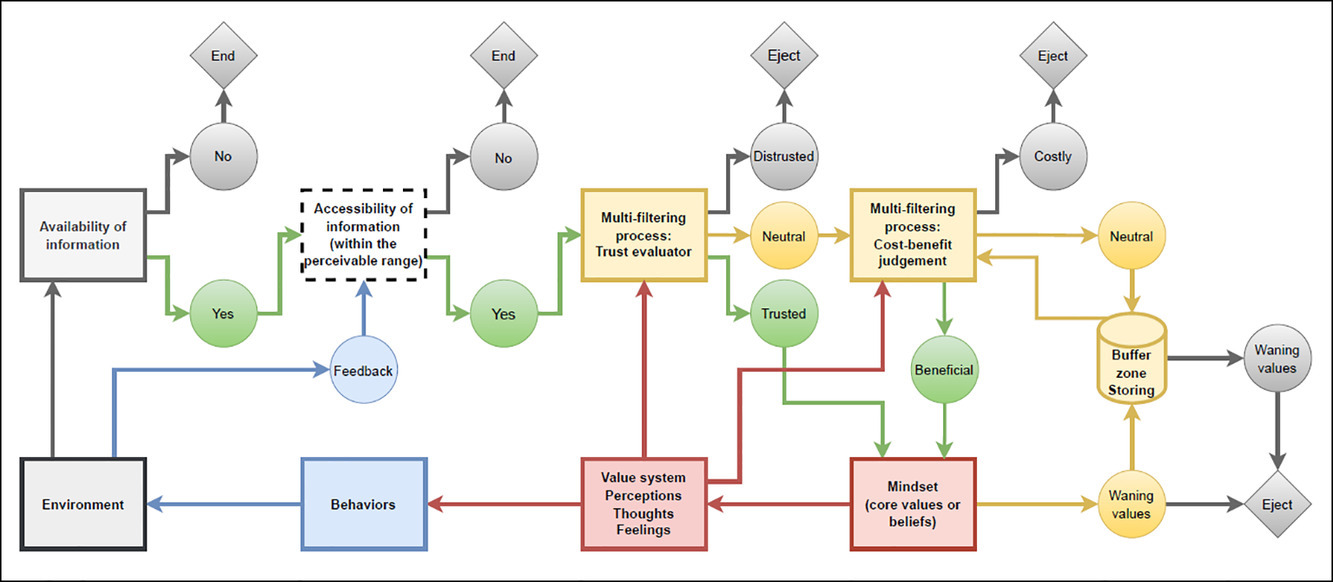 End
End
Eject
Eject
No
No
Distrusted
Costly
Availability of
information
Accessibility of
information
(within the
perceivable range)
Multi-filtering
process:
Trust evaluator
Neutral
Multi-filtering
process:
Cost-benefit
judgement
Neutral
Yes
Yes
Trusted
Feedback
Beneficial
Buffer
zone
Storing
Waning
values
Environment
Behaviors
Value system
Perceptions
Thoughts
Feelings
Mindset
(core values or
beliefs)
Waning
values
Eject